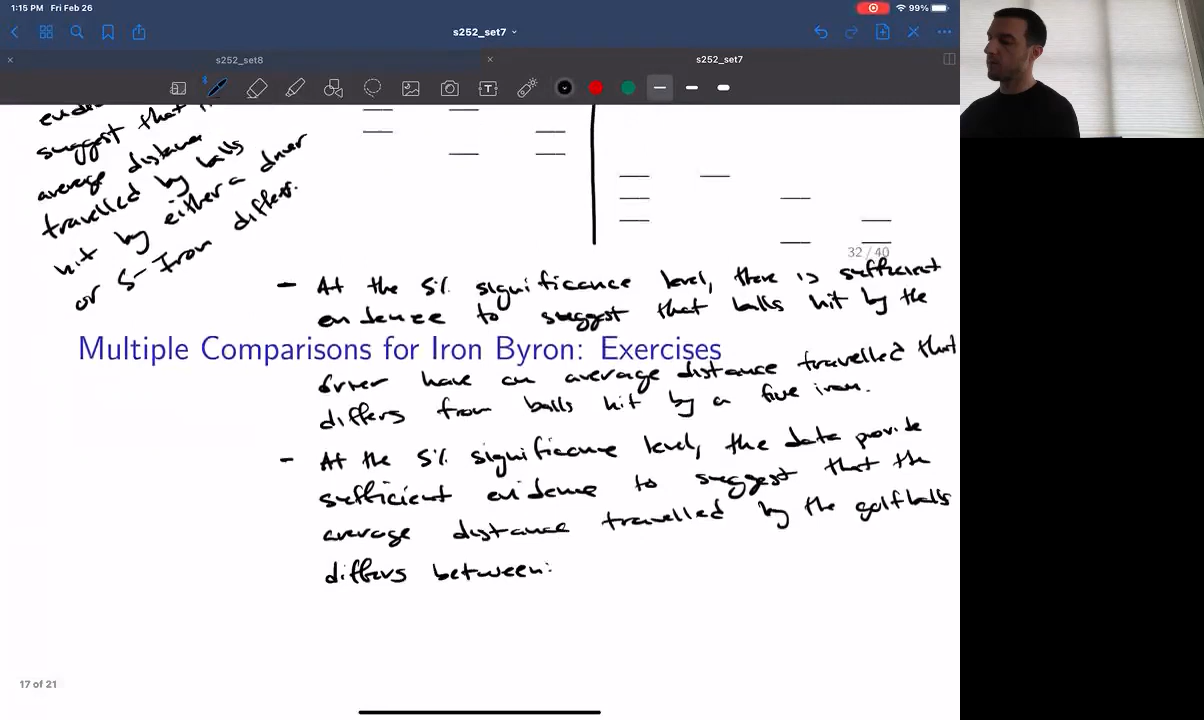 1:15 PM Fri Feb 26
99%
s252_set7
s252_set8
s252_set7
suggest that
average distance
travelled by balls
hit by either a driver
or 5-Iron differs.
32 / 40
- At the 5% significance level, there is sufficient
evidence to suggest that balls hit by the
Multiple Comparisons for Iron Byron: Exercises
driver have an average distance travelled that
differs from balls hit by a five iron.
- At the 5% significance level, the data provide
sufficient evidence to suggest that the
average distance travelled by the golf balls
differs between:
17 of 21